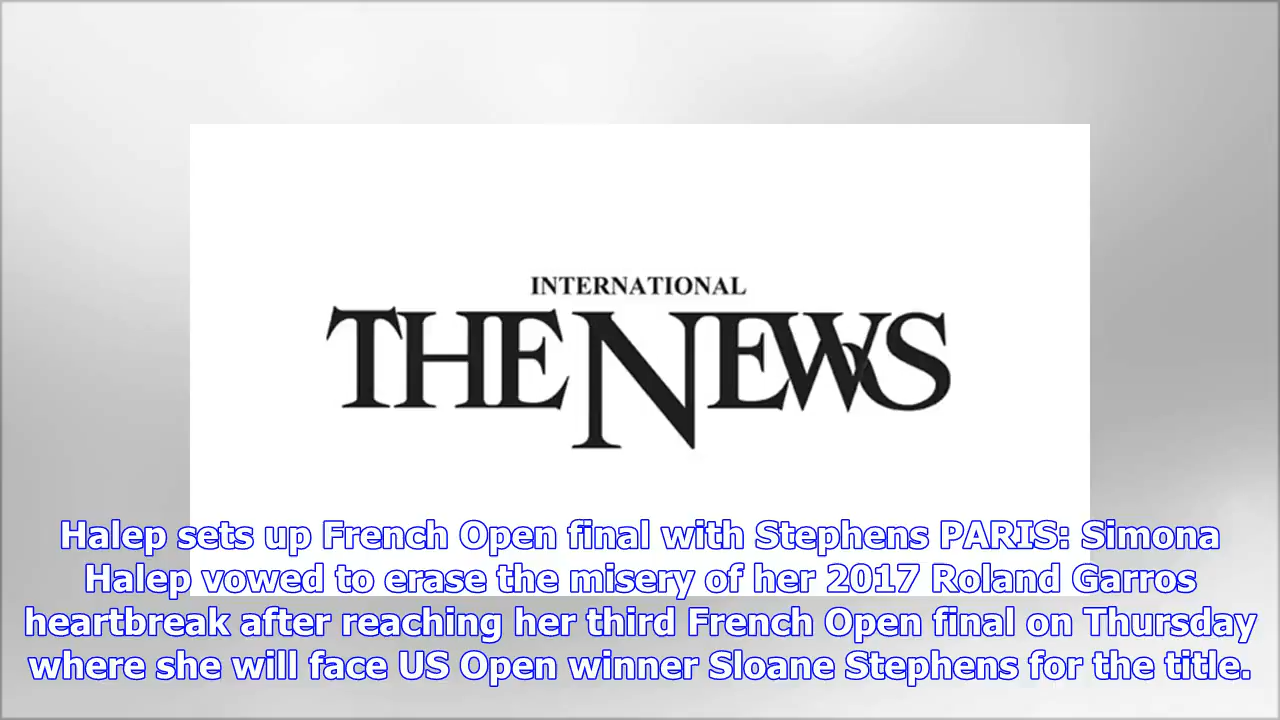 INTERNATIONAL
THE NEWS
Halep sets up French Open final with Stephens PARIS: Simona
Halep vowed to erase the misery of her 2017 Roland Garros
heartbreak after reaching her third French Open final on Thursday
where she will face US Open winner Sloane Stephens for the title.